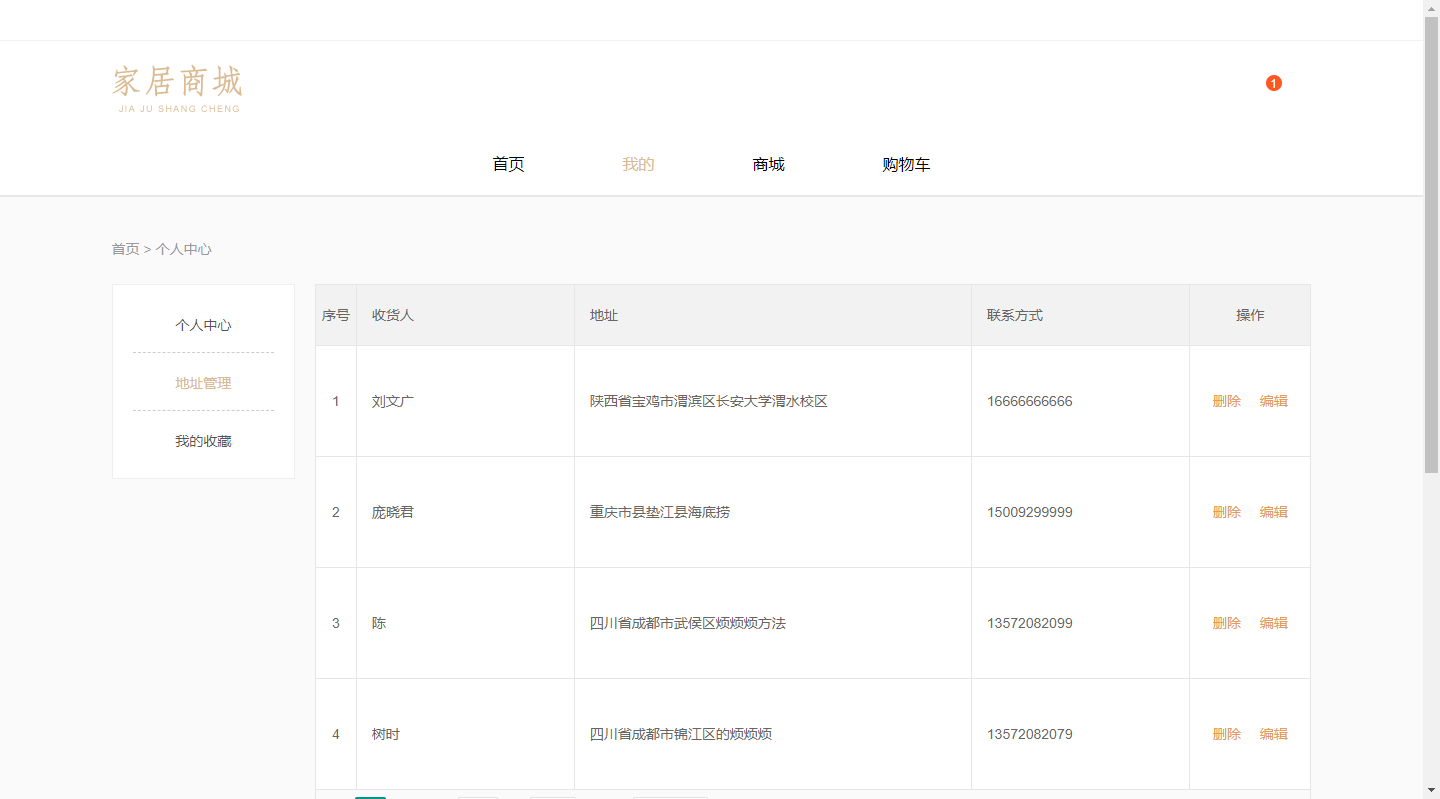 家居商城
JIA JU SHANG CHENG
1
首页 我的 商城 购物车
首页 > 个人中心
个人中心
地址管理
我的收藏
序号 收货人 地址 联系方式 操作
1 刘文广 陕西省宝鸡市渭滨区长安大学渭水校区 16666666666 删除 编辑
2 庞晓君 重庆市县垫江县海底捞 15009299999 删除 编辑
3 陈 四川省成都市武侯区烦烦烦方法 13572082099 删除 编辑
4 树时 四川省成都市锦江区的烦烦烦 13572082079 删除 编辑